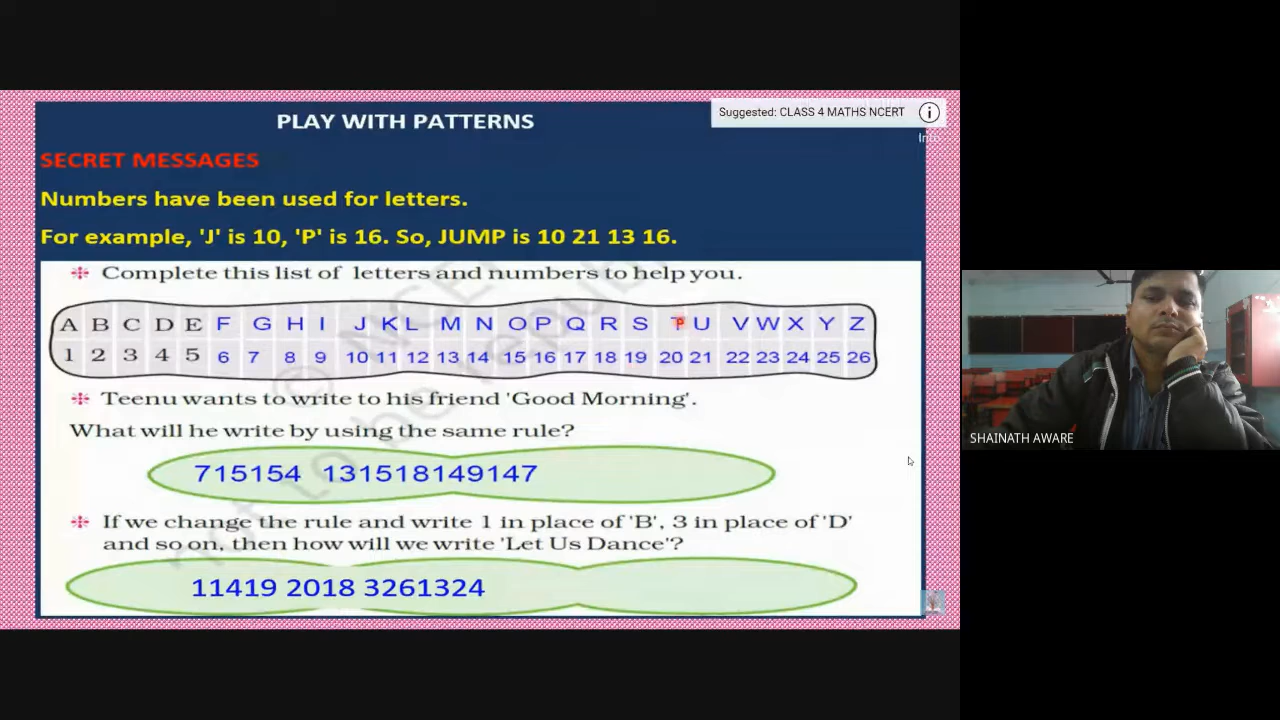 PLAY WITH PATTERNS
Suggested: CLASS 4 MATHS NCERT
SECRET MESSAGES
Numbers have been used for letters.
For example, 'J' is 10, 'P' is 16. So, JUMP is 10 21 13 16.
Complete this list of letters and numbers to help you.
A B C D E F G H I J K L M N O P Q R S T U V W X Y Z
1 2 3 4 5 6 7 8 9 10 11 12 13 14 15 16 17 18 19 20 21 22 23 24 25 26
Teenu wants to write to his friend 'Good Morning'.
What will he write by using the same rule?
715154 131518149147
If we change the rule and write 1 in place of 'B', 3 in place of 'D'
and so on, then how will we write 'Let Us Dance'?
11419 2018 3261324
SHAINATH AWARE